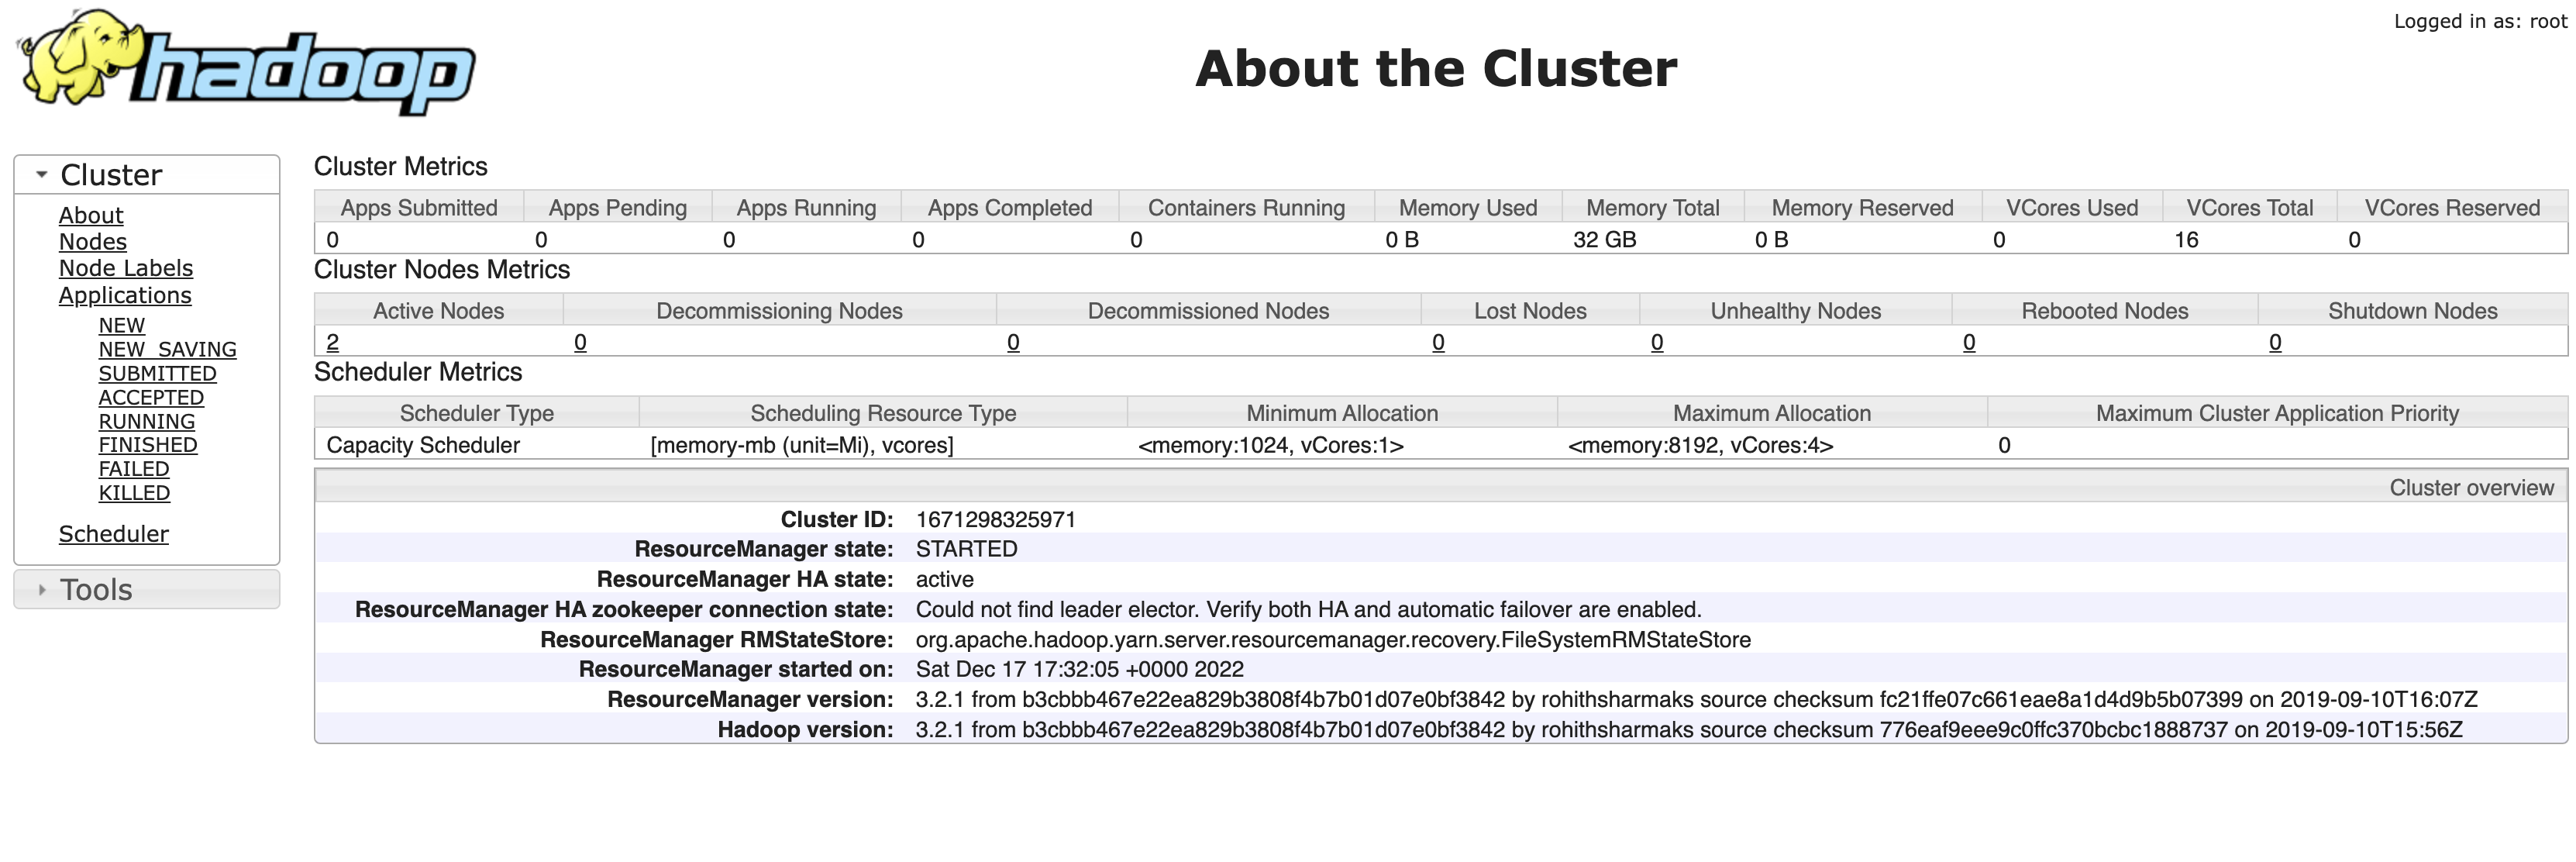 hadoop
Logged in as: root
About the Cluster
Cluster
About
Nodes
Node Labels
Applications
NEW
NEW_SAVING
SUBMITTED
ACCEPTED
RUNNING
FINISHED
FAILED
KILLED
Scheduler
Tools
Cluster Metrics
Apps Submitted Apps Pending Apps Running Apps Completed Containers Running Memory Used Memory Total Memory Reserved VCores Used VCores Total VCores Reserved
0 0 0 0 0 0 B 32 GB 0 B 0 16 0
Cluster Nodes Metrics
Active Nodes Decommissioning Nodes Decommissioned Nodes Lost Nodes Unhealthy Nodes Rebooted Nodes Shutdown Nodes
2 0 0 0 0 0 0
Scheduler Metrics
Scheduler Type Scheduling Resource Type Minimum Allocation Maximum Allocation Maximum Cluster Application Priority
Capacity Scheduler [memory-mb (unit=Mi), vcores] <memory:1024, vCores:1> <memory:8192, vCores:4> 0
Cluster overview
Cluster ID: 1671298325971
ResourceManager state: STARTED
ResourceManager HA state: active
ResourceManager HA zookeeper connection state: Could not find leader elector. Verify both HA and automatic failover are enabled.
ResourceManager RMStateStore: org.apache.hadoop.yarn.server.resourcemanager.recovery.FileSystemRMStateStore
ResourceManager started on: Sat Dec 17 17:32:05 +0000 2022
ResourceManager version: 3.2.1 from b3cbbb467e22ea829b3808f4b7b01d07e0bf3842 by rohithsharmaks source checksum fc21ffe07c661eae8a1d4d9b5b07399 on 2019-09-10T16:07Z
Hadoop version: 3.2.1 from b3cbbb467e22ea829b3808f4b7b01d07e0bf3842 by rohithsharmaks source checksum 776eaf9eee9c0ffc370bcbc1888737 on 2019-09-10T15:56Z